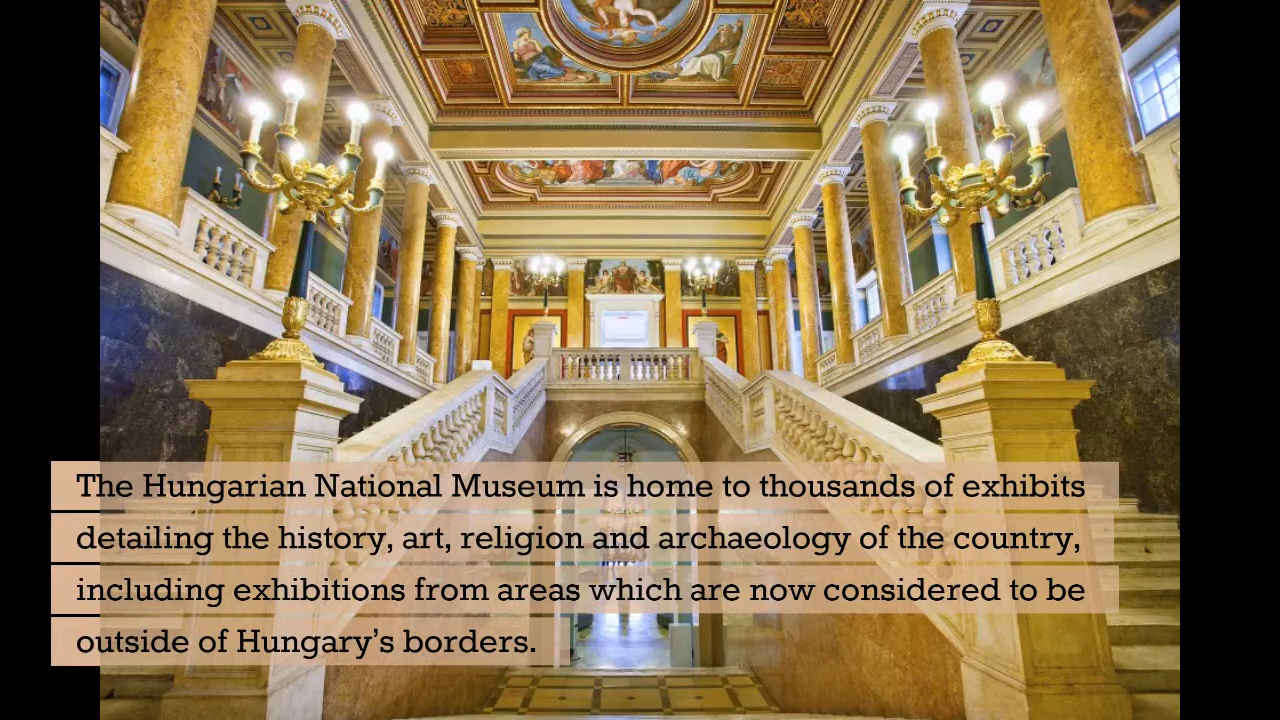 The Hungarian National Museum is home to thousands of exhibits
detailing the history, art, religion and archaeology of the country,
including exhibitions from areas which are now considered to be
outside of Hungary’s borders.